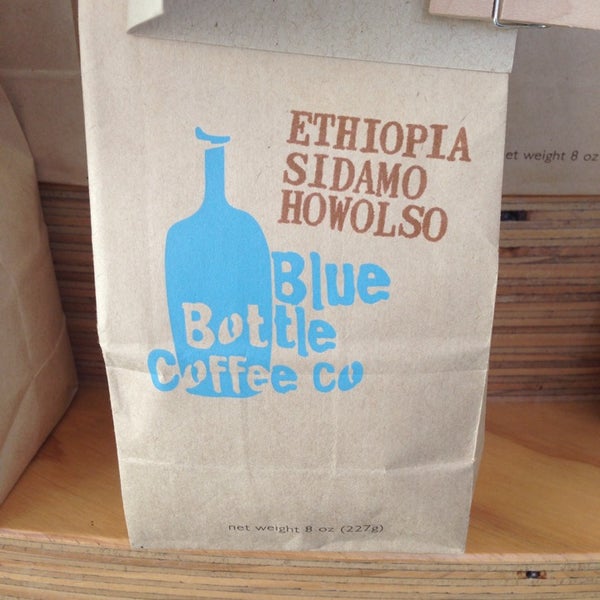 ETHIOPIA
SIDAMO
HOWOLSO
Blue
Bottle
Coffee co
net weight 8 oz (227g)
et weight 8 oz